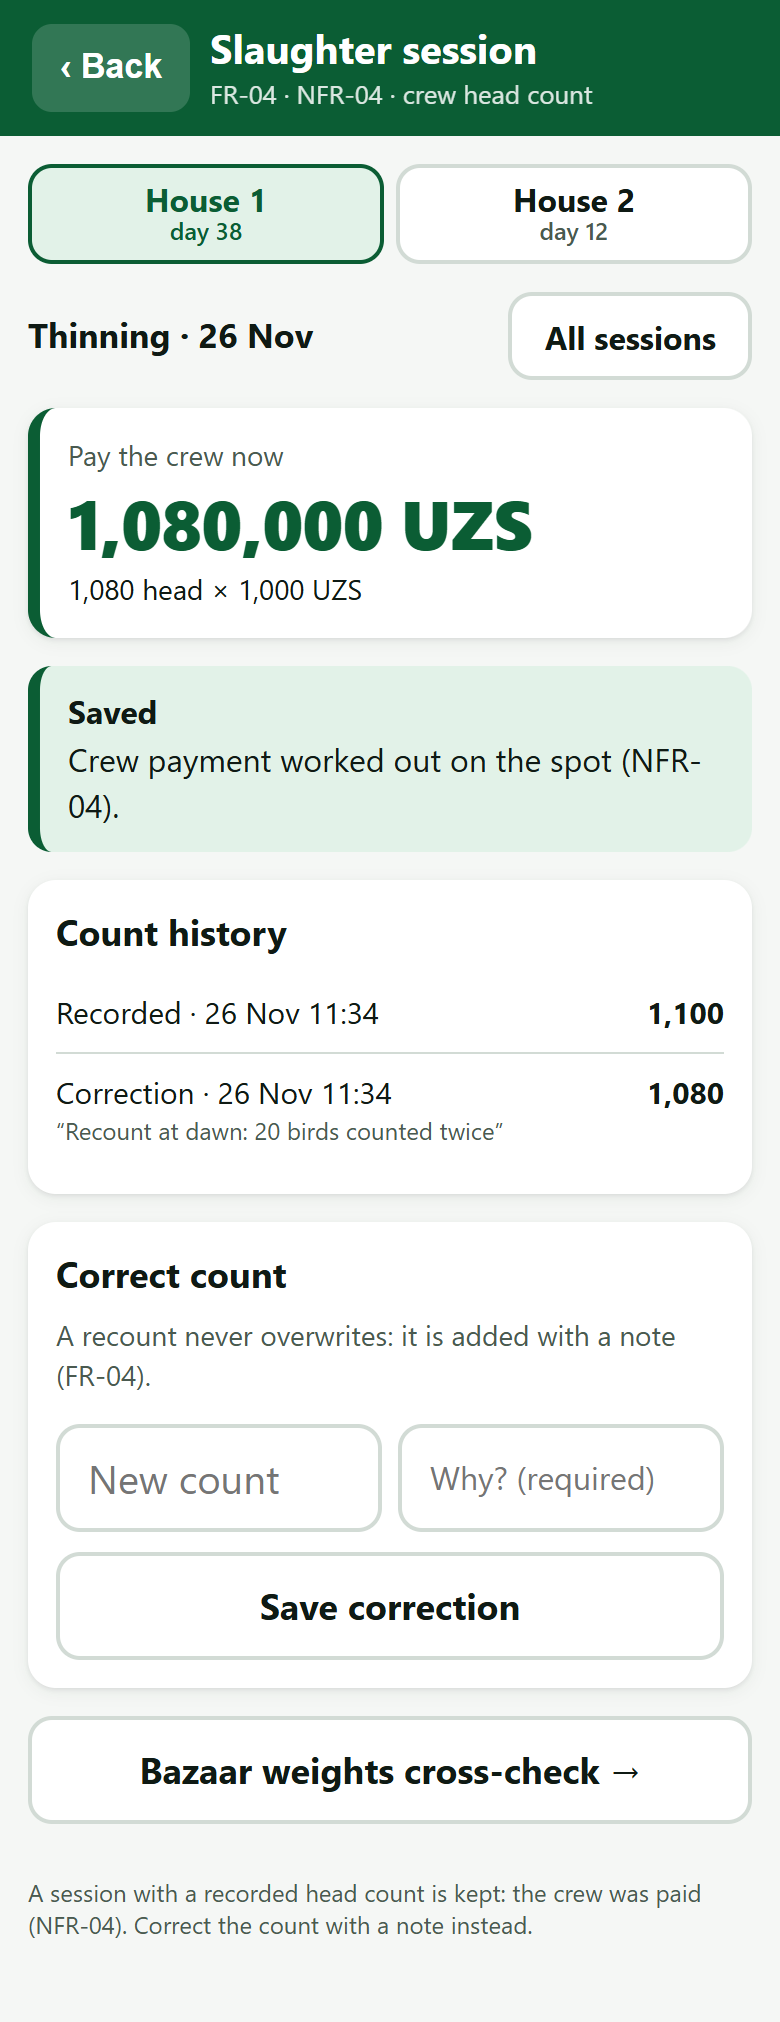 ‹ Back
Slaughter session
FR-04 · NFR-04 · crew head count
House 1
day 38
House 2
day 12
Thinning · 26 Nov
All sessions
Pay the crew now
1,080,000 UZS
1,080 head × 1,000 UZS
Saved
Crew payment worked out on the spot (NFR-
04).
Count history
Recorded · 26 Nov 11:34 1,100
Correction · 26 Nov 11:34 1,080
“Recount at dawn: 20 birds counted twice”
Correct count
A recount never overwrites: it is added with a note
(FR-04).
New count
Why? (required)
Save correction
Bazaar weights cross-check →
A session with a recorded head count is kept: the crew was paid
(NFR-04). Correct the count with a note instead.